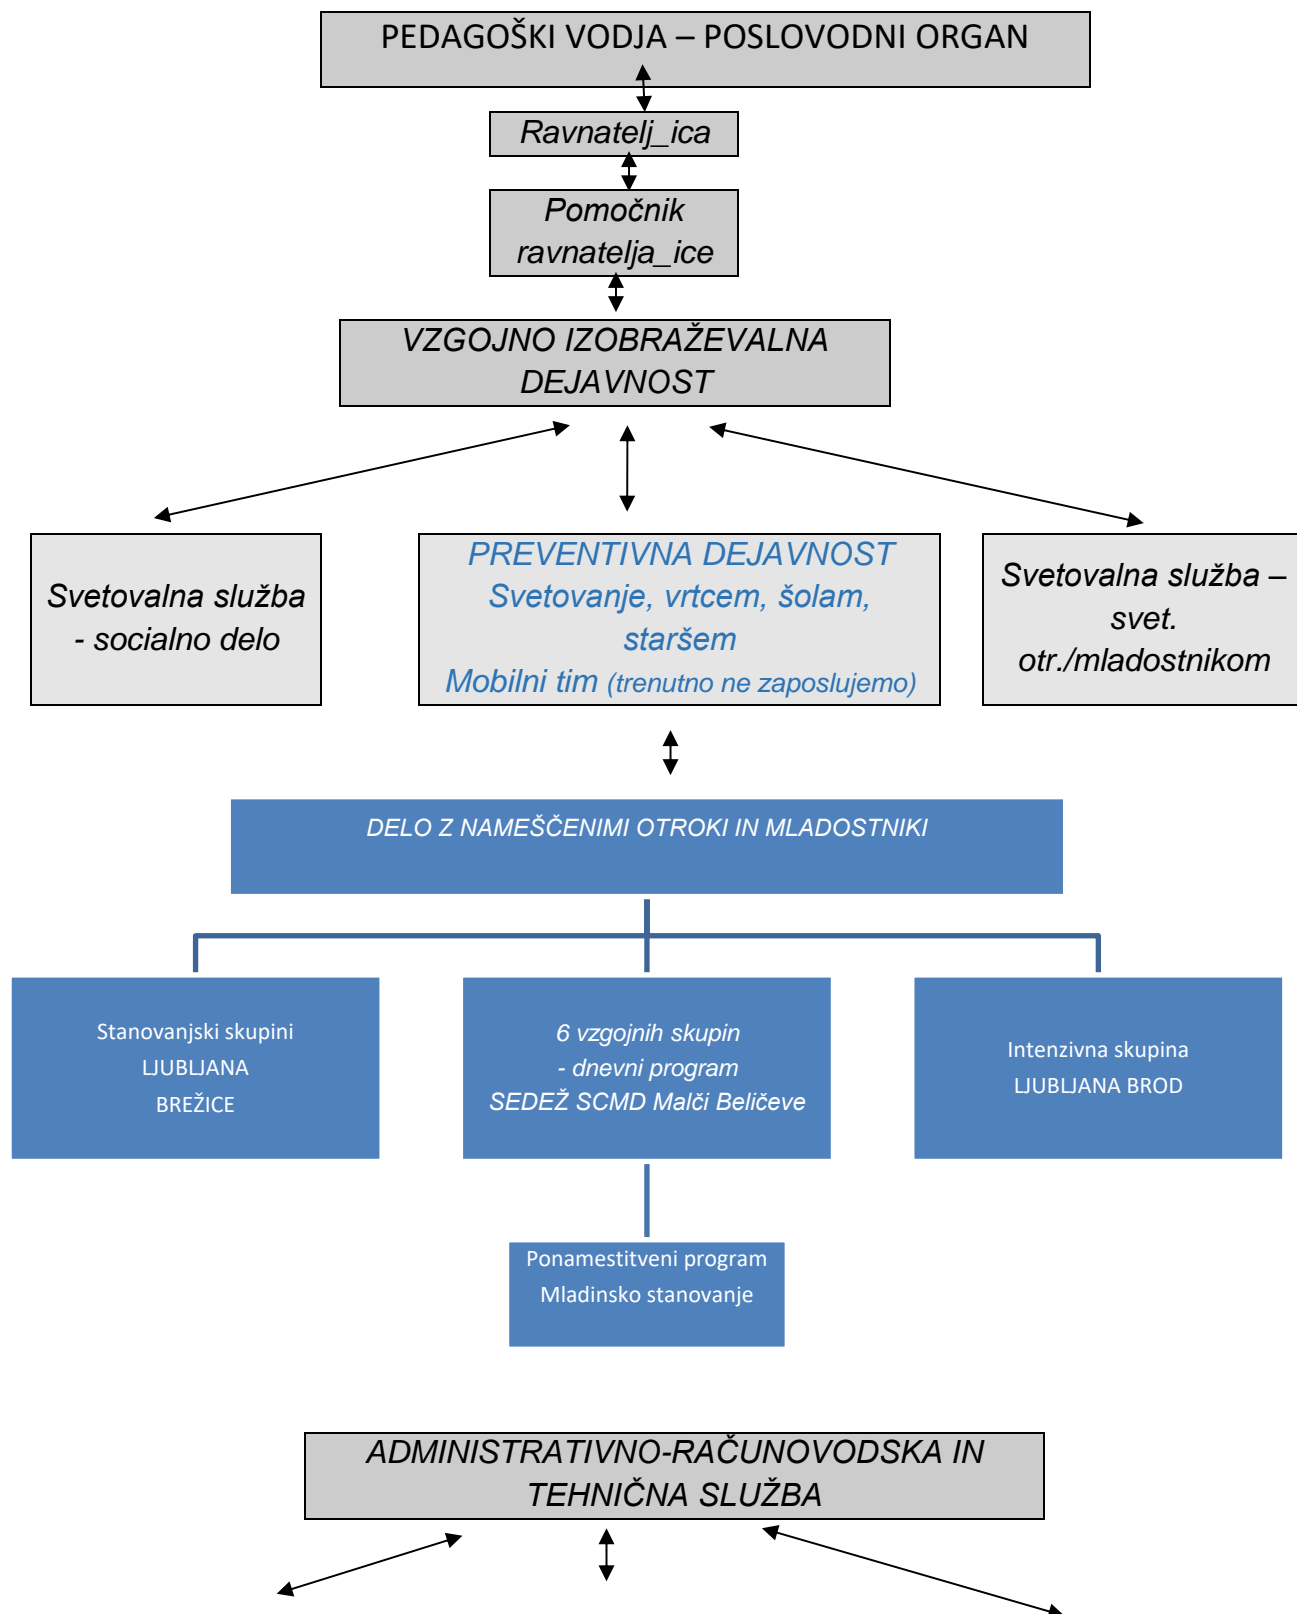 PEDAGOŠKI VODJA – POSLOVODNI ORGAN
Ravnatelj_ica
Pomočnik
ravnatelja_ice
VZGOJNO IZOBRAŽEVALNA
DEJAVNOST
Svetovalna služba
- socialno delo
PREVENTIVNA DEJAVNOST
Svetovanje, vrtcem, šolam,
staršem
Mobilni tim (trenutno ne zaposlujemo)
Svetovalna služba –
svet.
otr./mladostnikom
DELO Z NAMEŠČENIMI OTROKI IN MLADOSTNIKI
Stanovanjski skupini
LJUBLJANA
BREŽICE
6 vzgojnih skupin
- dnevni program
SEDEŽ SCMD Malči Beličeve
Intenzivna skupina
LJUBLJANA BROD
Ponamestitveni program
Mladinsko stanovanje
ADMINISTRATIVNO-RAČUNOVODSKA IN
TEHNIČNA SLUŽBA